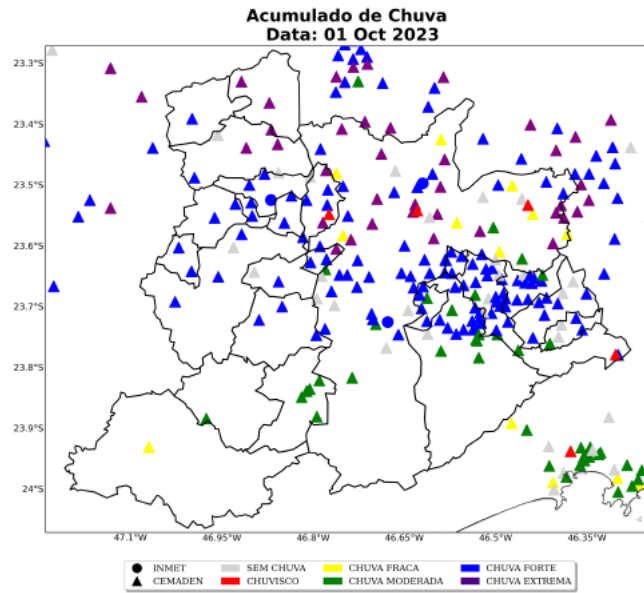 Acumulado de Chuva
Data: 01 Oct 2023
23.3°S
23.4°S
23.5°S
23.6°S
23.7°S
23.8°S
23.9°S
24°S
47.1°W 46.95°W 46.8°W 46.65°W 46.5°W 46.35°W
INMET SEM CHUVA CHUVA FRACA CHUVA FORTE
CEMADEN CHUVISCO CHUVA MODERADA CHUVA EXTREMA